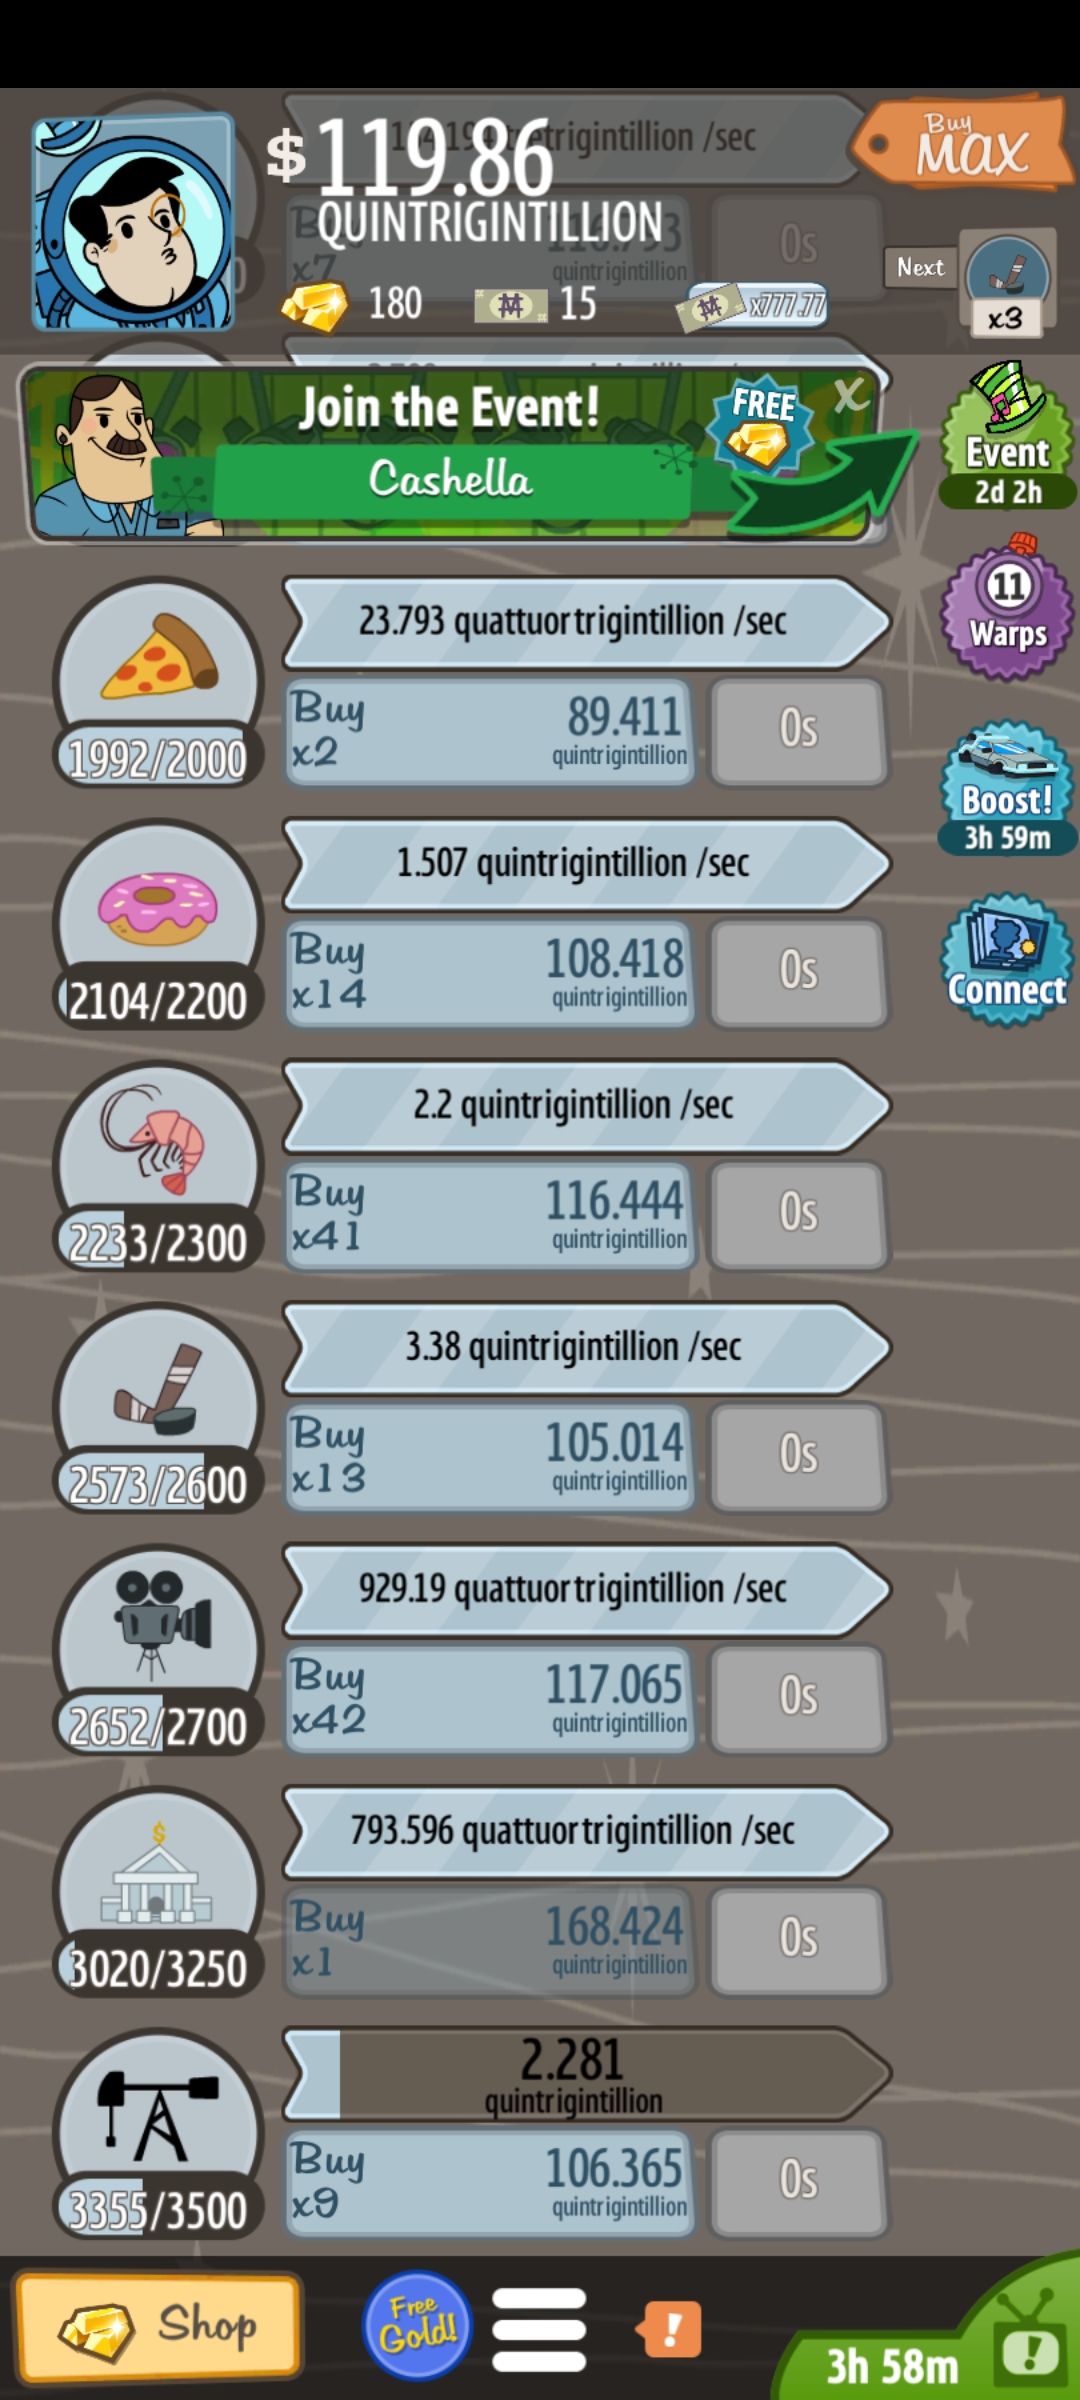 $ 119.86
QUINTRIGINTILLION
Buy
MAX
trigintillion /sec
Buy
x7
quintrigintillion
0s
Next
x3
180
15
x777.77
Join the Event!
Cashella
FREE
X
Event
2d 2h
23.793 quattuortrigintillion /sec
Buy
x2
89.411
quintrigintillion
0s
1992/2000
11
Warps
1.507 quintrigintillion /sec
Buy
x14
108.418
quintrigintillion
0s
2104/2200
Boost!
3h 59m
Connect
2.2 quintrigintillion /sec
Buy
x41
116.444
quintrigintillion
0s
2233/2300
3.38 quintrigintillion /sec
Buy
x13
105.014
quintrigintillion
0s
2573/2600
929.19 quattuortrigintillion /sec
Buy
x42
117.065
quintrigintillion
0s
2652/2700
$
793.596 quattuortrigintillion /sec
Buy
x1
168.424
quintrigintillion
0s
3020/3250
2.281
quintrigintillion
Buy
x9
106.365
quintrigintillion
0s
3355/3500
Shop
Free
Gold!
!
3h 58m
!